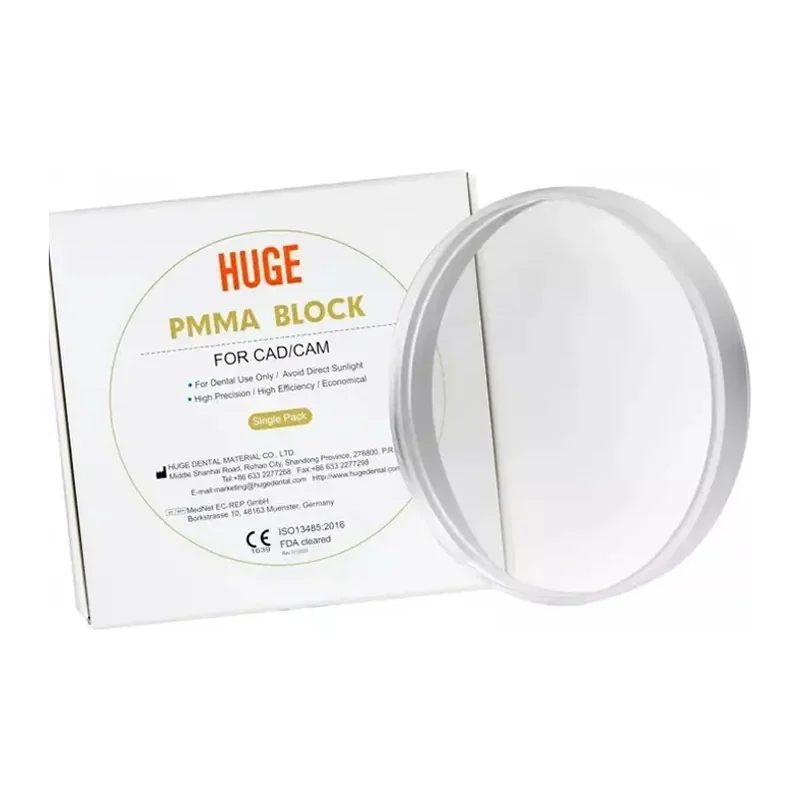 HUGE
PMMA BLOCK
FOR CAD/CAM
• For Dental Use Only / Avoid Direct Sunlight
• High Precision / High Efficiency / Economical
Single Pack
HUGE DENTAL MATERIAL CO., LTD.
Middle Shanhai Road, Rizhao City, Shandong Province, 276800, P.R.
Tel:+86 633 2277268 Fax:+86 633 2277298
E-mail:marketing@hugedental.com Http://www.hugedental.com
EC REP MedNet EC-REP GmbH
Borkstrasse 10, 48163 Muenster, Germany
CE ISO13485:2016
1639 FDA cleared